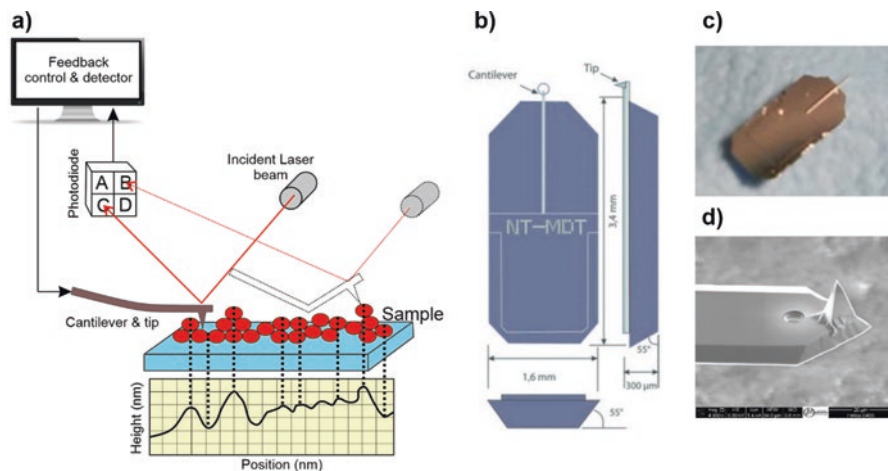 a)
Feedback
control & detector
Photodiode
A B
C D
Incident Laser
beam
Cantilever & tip
Sample
Height (nm)
Position (nm)
b)
Cantilever
Tip
NT-MDT
3,4 mm
1,6 mm
55°
300 µm
55°
c)
d)